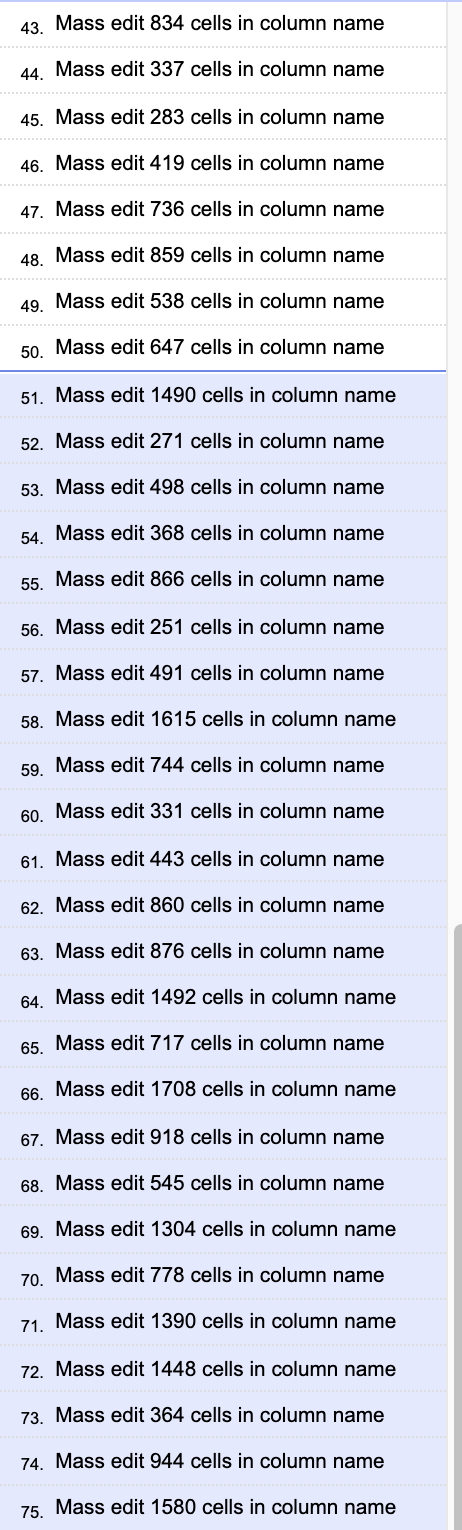 43. Mass edit 834 cells in column name
44. Mass edit 337 cells in column name
45. Mass edit 283 cells in column name
46. Mass edit 419 cells in column name
47. Mass edit 736 cells in column name
48. Mass edit 859 cells in column name
49. Mass edit 538 cells in column name
50. Mass edit 647 cells in column name
51. Mass edit 1490 cells in column name
52. Mass edit 271 cells in column name
53. Mass edit 498 cells in column name
54. Mass edit 368 cells in column name
55. Mass edit 866 cells in column name
56. Mass edit 251 cells in column name
57. Mass edit 491 cells in column name
58. Mass edit 1615 cells in column name
59. Mass edit 744 cells in column name
60. Mass edit 331 cells in column name
61. Mass edit 443 cells in column name
62. Mass edit 860 cells in column name
63. Mass edit 876 cells in column name
64. Mass edit 1492 cells in column name
65. Mass edit 717 cells in column name
66. Mass edit 1708 cells in column name
67. Mass edit 918 cells in column name
68. Mass edit 545 cells in column name
69. Mass edit 1304 cells in column name
70. Mass edit 778 cells in column name
71. Mass edit 1390 cells in column name
72. Mass edit 1448 cells in column name
73. Mass edit 364 cells in column name
74. Mass edit 944 cells in column name
75. Mass edit 1580 cells in column name